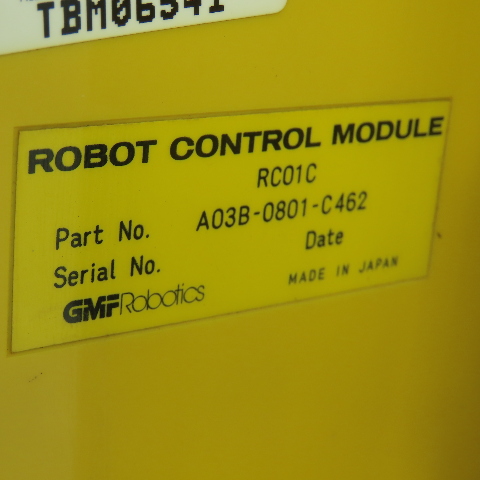 TBM06541
ROBOT CONTROL MODULE
RC01C
Part No. A03B-0801-C462
Serial No. Date
GMFRobotics MADE IN JAPAN